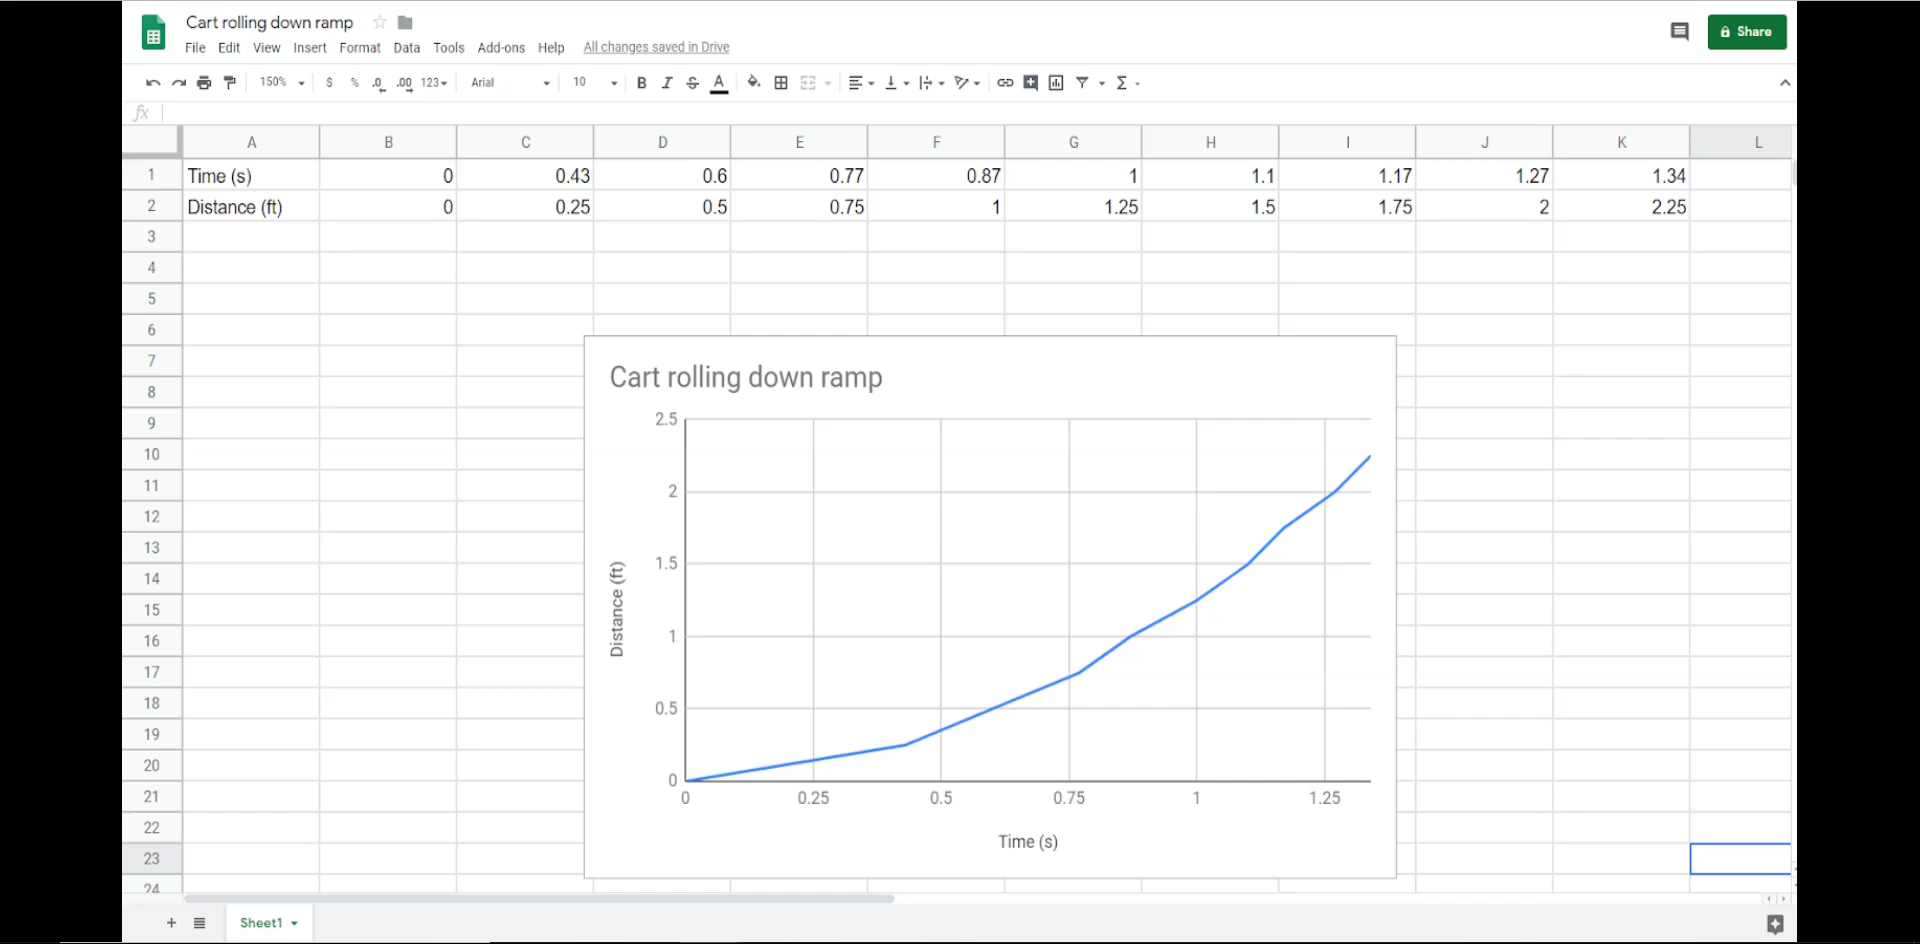 Cart rolling down ramp
File Edit View Insert Format Data Tools Add-ons Help All changes saved in Drive
Share
150% $ % .0 .00 123 Arial 10 B I S A Σ
fx
A B C D E F G H I J K L
1 Time (s) 0 0.43 0.6 0.77 0.87 1 1.1 1.17 1.27 1.34
2 Distance (ft) 0 0.25 0.5 0.75 1 1.25 1.5 1.75 2 2.25
3
4
5
6
7
8
9
10
11
12
13
14
15
16
17
18
19
20
21
22
23
24
Cart rolling down ramp
2.5
2
1.5
1
0.5
0
Distance (ft)
0 0.25 0.5 0.75 1 1.25
Time (s)
+ Sheet1